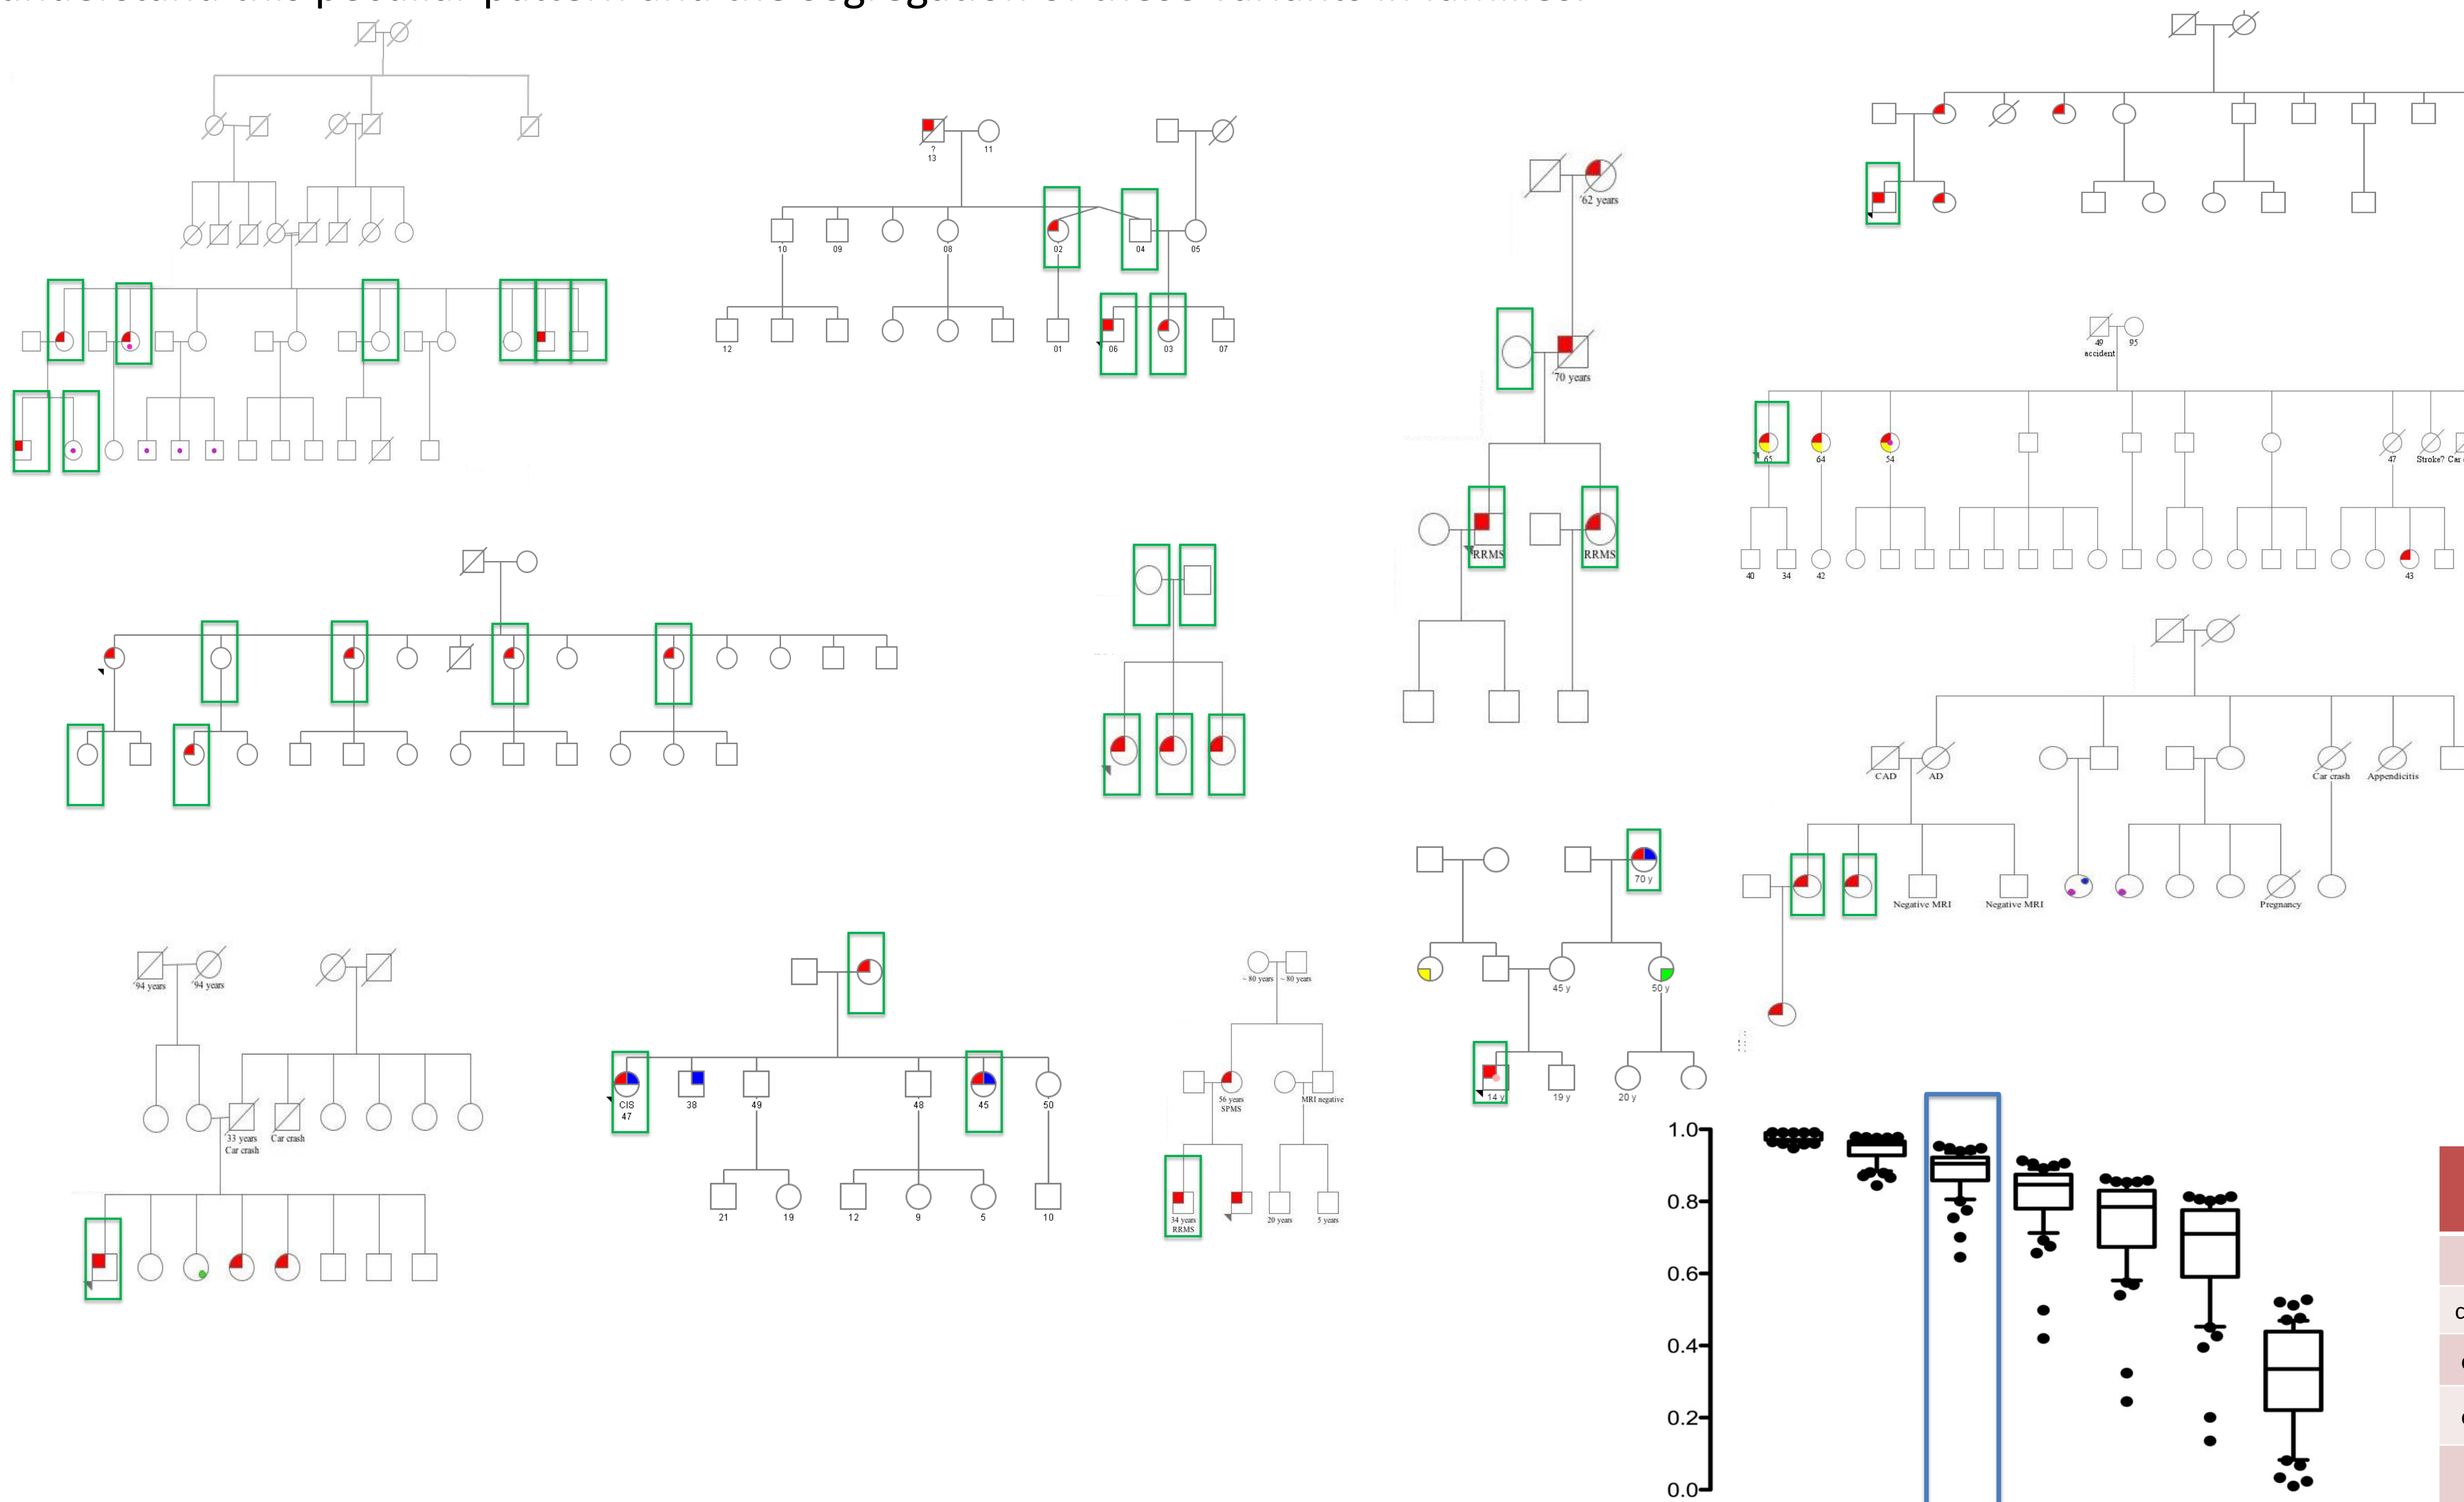 understand this peculiar pattern and the segregation of these variants in families.
?
13
11
10
09
08
02
04
05
12
01
06
03
07
'62 years
'70 years
RRMS
RRMS
49
accident
95
65
64
54
47
Stroke?
Car
40
34
42
43
CAD
AD
Car crash
Appendicitis
Negative MRI
Negative MRI
Pregnancy
70 y
45 y
50 y
14 y
19 y
20 y
'94 years
'94 years
'33 years
Car crash
Car crash
CIS
47
38
49
48
45
50
21
19
12
9
5
10
~ 80 years
~ 80 years
56 years
SPMS
MRI negative
34 years
RRMS
20 years
5 years
1.0
0.8
0.6
0.4
0.2
0.0